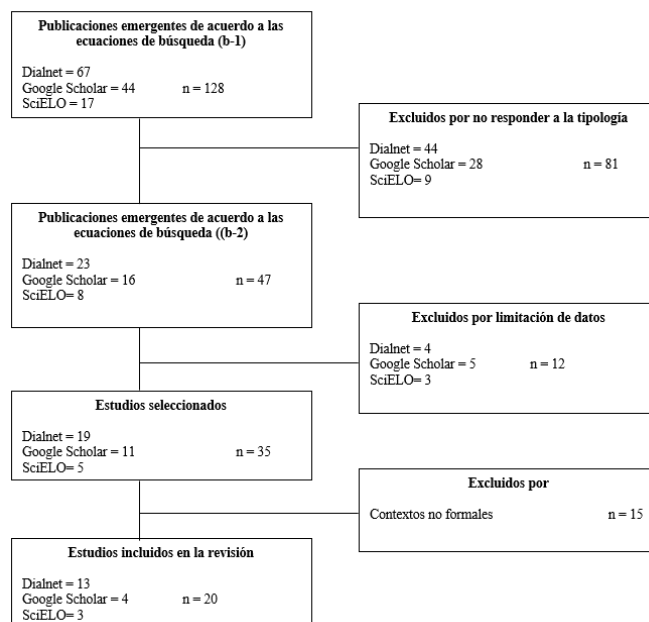 Publicaciones emergentes de acuerdo a las
ecuaciones de búsqueda (b-1)
Dialnet = 67
Google Scholar = 44 n = 128
SciELO = 17
Excluidos por no responder a la tipología
Dialnet = 44
Google Scholar = 28 n = 81
SciELO= 9
Publicaciones emergentes de acuerdo a las
ecuaciones de búsqueda ((b-2)
Dialnet = 23
Google Scholar = 16 n = 47
SciELO= 8
Excluidos por limitación de datos
Dialnet = 4
Google Scholar = 5 n = 12
SciELO= 3
Estudios seleccionados
Dialnet = 19
Google Scholar = 11 n = 35
SciELO= 5
Excluidos por
Contextos no formales n = 15
Estudios incluidos en la revisión
Dialnet = 13
Google Scholar = 4 n = 20
SciELO= 3